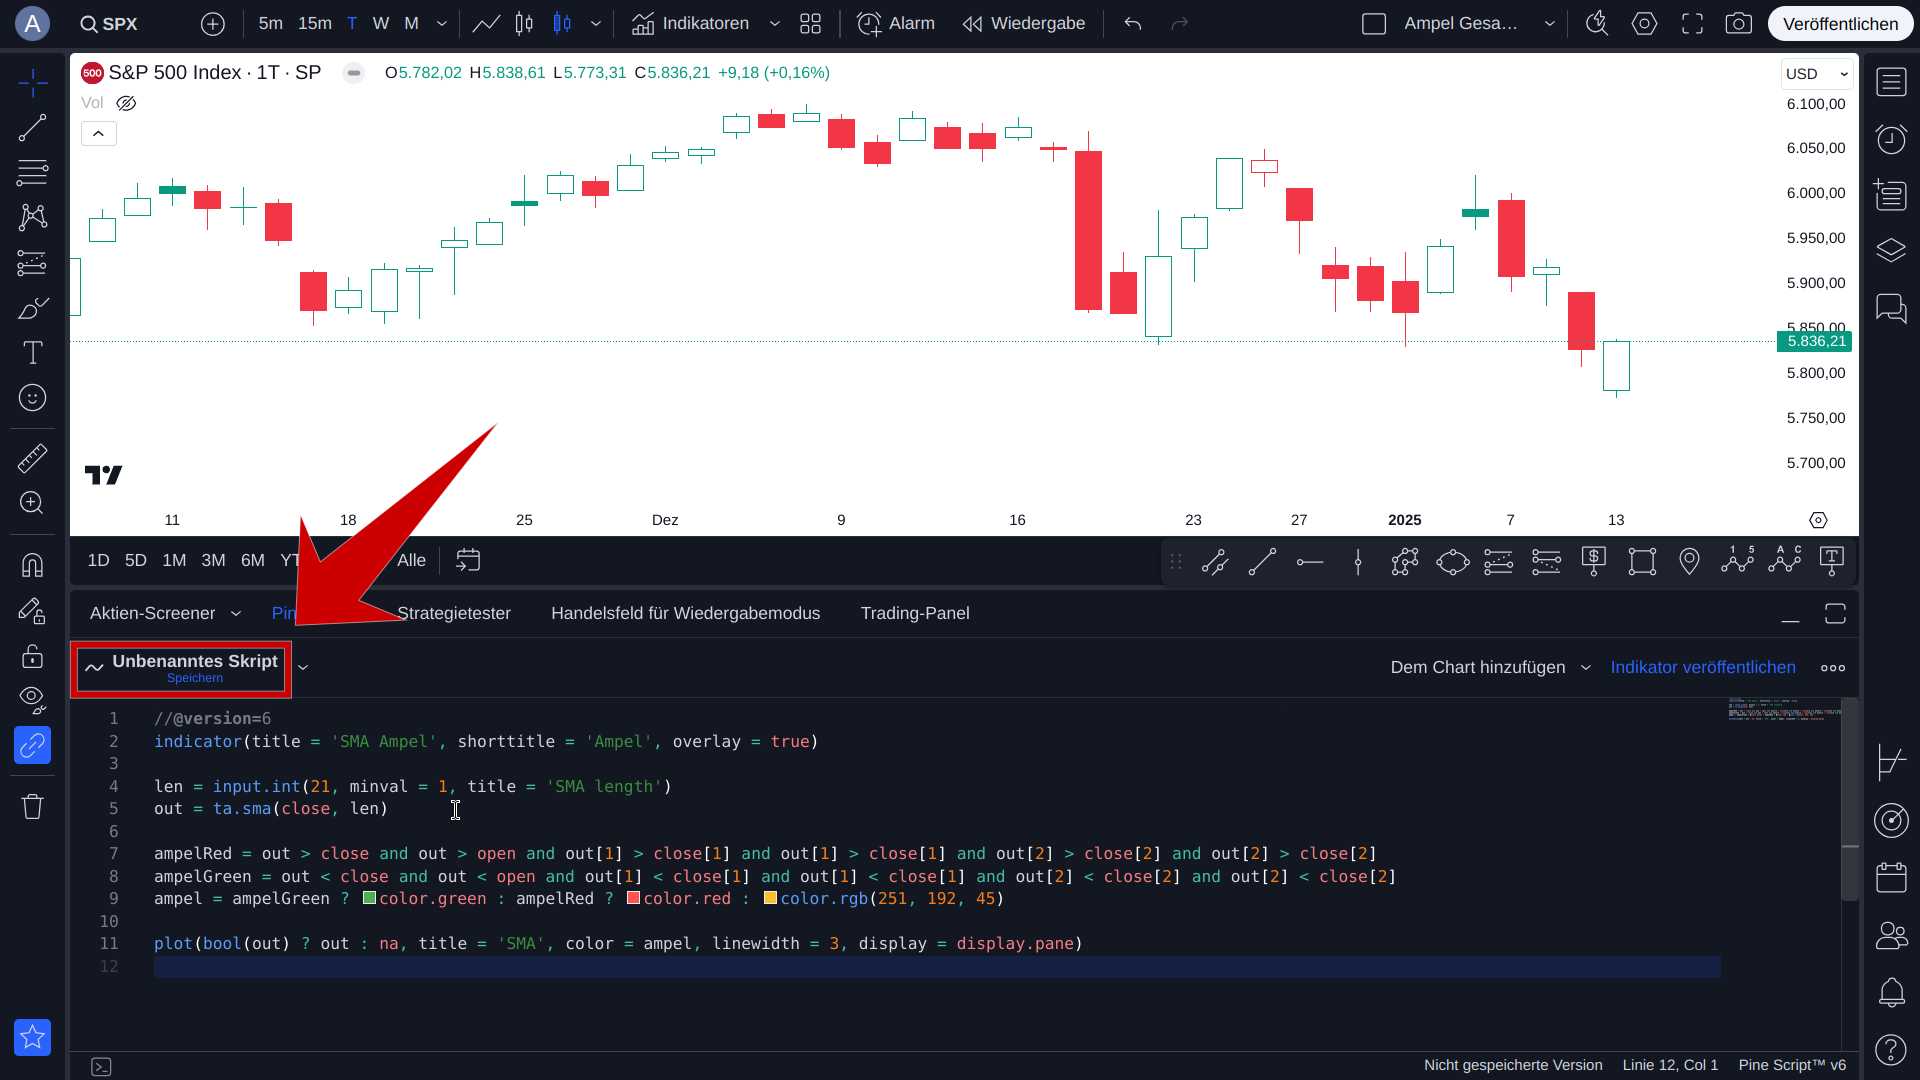 A SPX 5m 15m T W M Indikatoren Alarm Wiedergabe Ampel Gesa... Veröffentlichen
500 S&P 500 Index · 1T · SP O5.782,02 H5.838,61 L5.773,31 C5.836,21 +9,18 (+0,16%) USD
Vol
6.100,00
6.050,00
6.000,00
5.950,00
5.900,00
5.850,00
5.836,21
5.800,00
5.750,00
5.700,00
11 18 25 Dez 9 16 23 27 2025 7 13
1D 5D 1M 3M 6M YT Alle
Aktien-Screener Pin Strategietester Handelsfeld für Wiedergabemodus Trading-Panel
Unbenanntes Skript
Speichern
Dem Chart hinzufügen Indikator veröffentlichen
1 //@version=6
2 indicator(title = 'SMA Ampel', shorttitle = 'Ampel', overlay = true)
3
4 len = input.int(21, minval = 1, title = 'SMA length')
5 out = ta.sma(close, len)
6
7 ampelRed = out > close and out > open and out[1] > close[1] and out[1] > close[1] and out[2] > close[2] and out[2] > close[2]
8 ampelGreen = out < close and out < open and out[1] < close[1] and out[1] < close[1] and out[2] < close[2] and out[2] < close[2]
9 ampel = ampelGreen ? color.green : ampelRed ? color.red : color.rgb(251, 192, 45)
10
11 plot(bool(out) ? out : na, title = 'SMA', color = ampel, linewidth = 3, display = display.pane)
12
Nicht gespeicherte Version Linie 12, Col 1 Pine Script™ v6